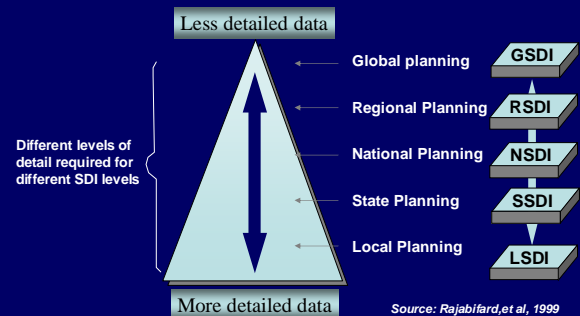 Less detailed data
Global planning
GSDI
Regional Planning
RSDI
Different levels of
detail required for
different SDI levels
National Planning
NSDI
State Planning
SSDI
Local Planning
LSDI
More detailed data
Source: Rajabifard,et al, 1999